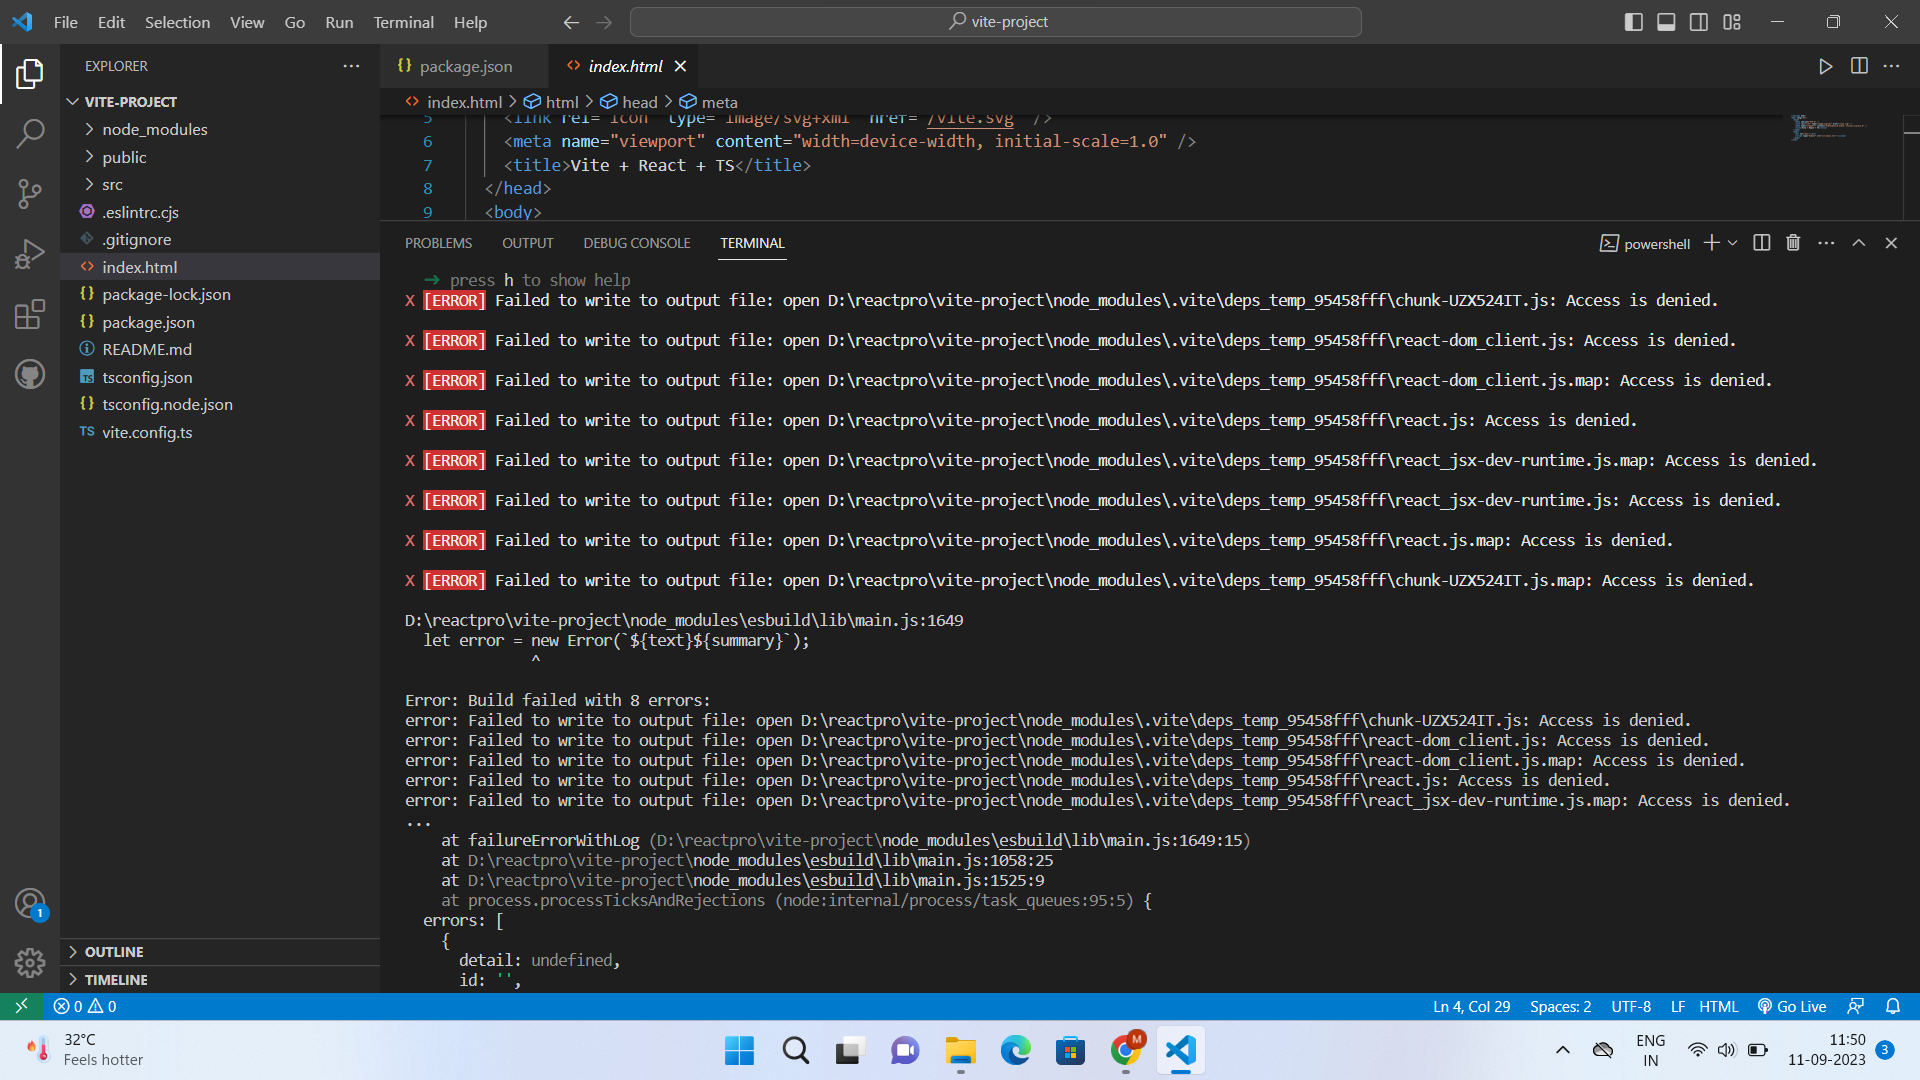 File Edit Selection View Go Run Terminal Help
vite-project
EXPLORER
VITE-PROJECT
node_modules
public
src
.eslintrc.cjs
.gitignore
index.html
package-lock.json
package.json
README.md
tsconfig.json
tsconfig.node.json
vite.config.ts
OUTLINE
TIMELINE
package.json
index.html
index.html > html > head > meta
5 <link rel="icon" type="image/svg+xml" href="/vite.svg" />
6 <meta name="viewport" content="width=device-width, initial-scale=1.0" />
7 <title>Vite + React + TS</title>
8 </head>
9 <body>
PROBLEMS OUTPUT DEBUG CONSOLE TERMINAL
powershell
➜ press h to show help
X [ERROR] Failed to write to output file: open D:\reactpro\vite-project\node_modules\.vite\deps_temp_95458fff\chunk-UZX524IT.js: Access is denied.
X [ERROR] Failed to write to output file: open D:\reactpro\vite-project\node_modules\.vite\deps_temp_95458fff\react-dom_client.js: Access is denied.
X [ERROR] Failed to write to output file: open D:\reactpro\vite-project\node_modules\.vite\deps_temp_95458fff\react-dom_client.js.map: Access is denied.
X [ERROR] Failed to write to output file: open D:\reactpro\vite-project\node_modules\.vite\deps_temp_95458fff\react.js: Access is denied.
X [ERROR] Failed to write to output file: open D:\reactpro\vite-project\node_modules\.vite\deps_temp_95458fff\react_jsx-dev-runtime.js.map: Access is denied.
X [ERROR] Failed to write to output file: open D:\reactpro\vite-project\node_modules\.vite\deps_temp_95458fff\react_jsx-dev-runtime.js: Access is denied.
X [ERROR] Failed to write to output file: open D:\reactpro\vite-project\node_modules\.vite\deps_temp_95458fff\react.js.map: Access is denied.
X [ERROR] Failed to write to output file: open D:\reactpro\vite-project\node_modules\.vite\deps_temp_95458fff\chunk-UZX524IT.js.map: Access is denied.
D:\reactpro\vite-project\node_modules\esbuild\lib\main.js:1649
let error = new Error(`${text}${summary}`);
^
Error: Build failed with 8 errors:
error: Failed to write to output file: open D:\reactpro\vite-project\node_modules\.vite\deps_temp_95458fff\chunk-UZX524IT.js: Access is denied.
error: Failed to write to output file: open D:\reactpro\vite-project\node_modules\.vite\deps_temp_95458fff\react-dom_client.js: Access is denied.
error: Failed to write to output file: open D:\reactpro\vite-project\node_modules\.vite\deps_temp_95458fff\react-dom_client.js.map: Access is denied.
error: Failed to write to output file: open D:\reactpro\vite-project\node_modules\.vite\deps_temp_95458fff\react.js: Access is denied.
error: Failed to write to output file: open D:\reactpro\vite-project\node_modules\.vite\deps_temp_95458fff\react_jsx-dev-runtime.js.map: Access is denied.
...
at failureErrorWithLog (D:\reactpro\vite-project\node_modules\esbuild\lib\main.js:1649:15)
at D:\reactpro\vite-project\node_modules\esbuild\lib\main.js:1058:25
at D:\reactpro\vite-project\node_modules\esbuild\lib\main.js:1525:9
at process.processTicksAndRejections (node:internal/process/task_queues:95:5) {
errors: [
{
detail: undefined,
id: '',
1
0 0
Ln 4, Col 29 Spaces: 2 UTF-8 LF HTML Go Live
32°C
Feels hotter
M
ENG
IN
11:50
11-09-2023
3